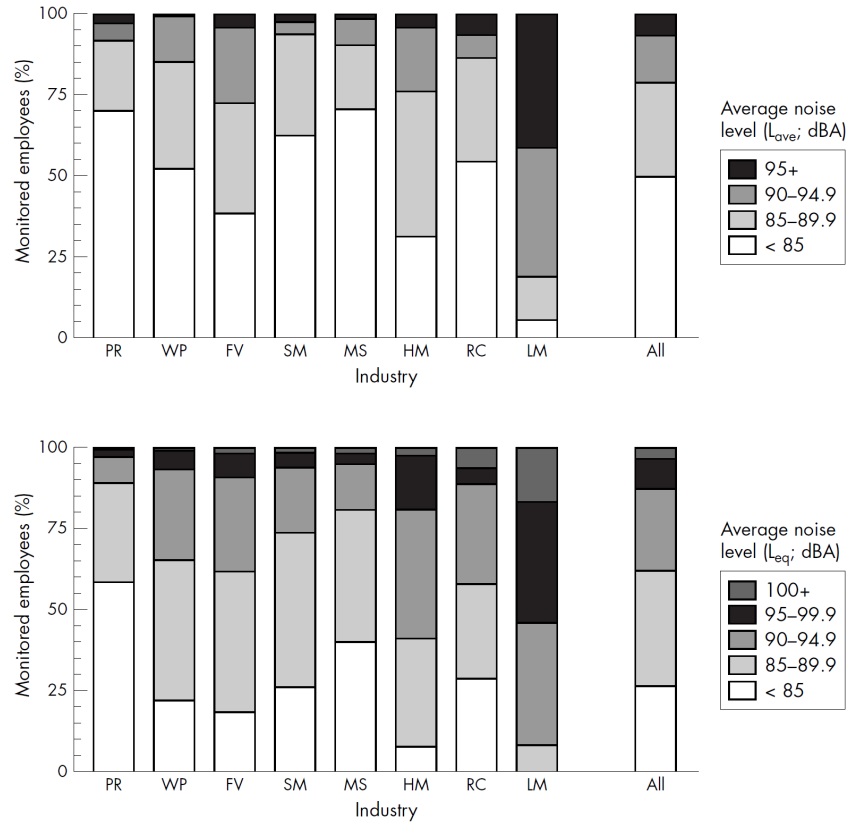 100
75
50
25
0
Monitored employees (%)
PR WP FV SM MS HM RC LM All
Industry
Average noise
level (Lave; dBA)
95+
90–94.9
85–89.9
< 85
100
75
50
25
0
Monitored employees (%)
PR WP FV SM MS HM RC LM All
Industry
Average noise
level (Leq; dBA)
100+
95–99.9
90–94.9
85–89.9
< 85